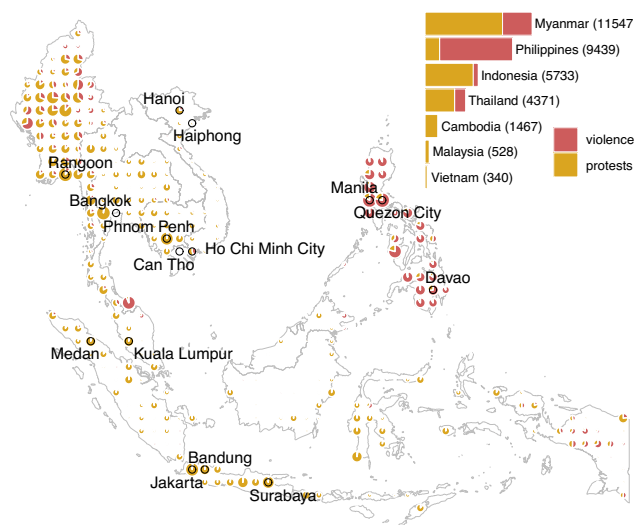 Myanmar (11547
Philippines (9439)
Indonesia (5733)
Thailand (4371)
Cambodia (1467)
Malaysia (528)
Vietnam (340)
violence
protests
Hanoi
Haiphong
Rangoon
Bangkok
Phnom Penh
Ho Chi Minh City
Can Tho
Manila
Quezon City
Davao
Medan
Kuala Lumpur
Bandung
Jakarta
Surabaya